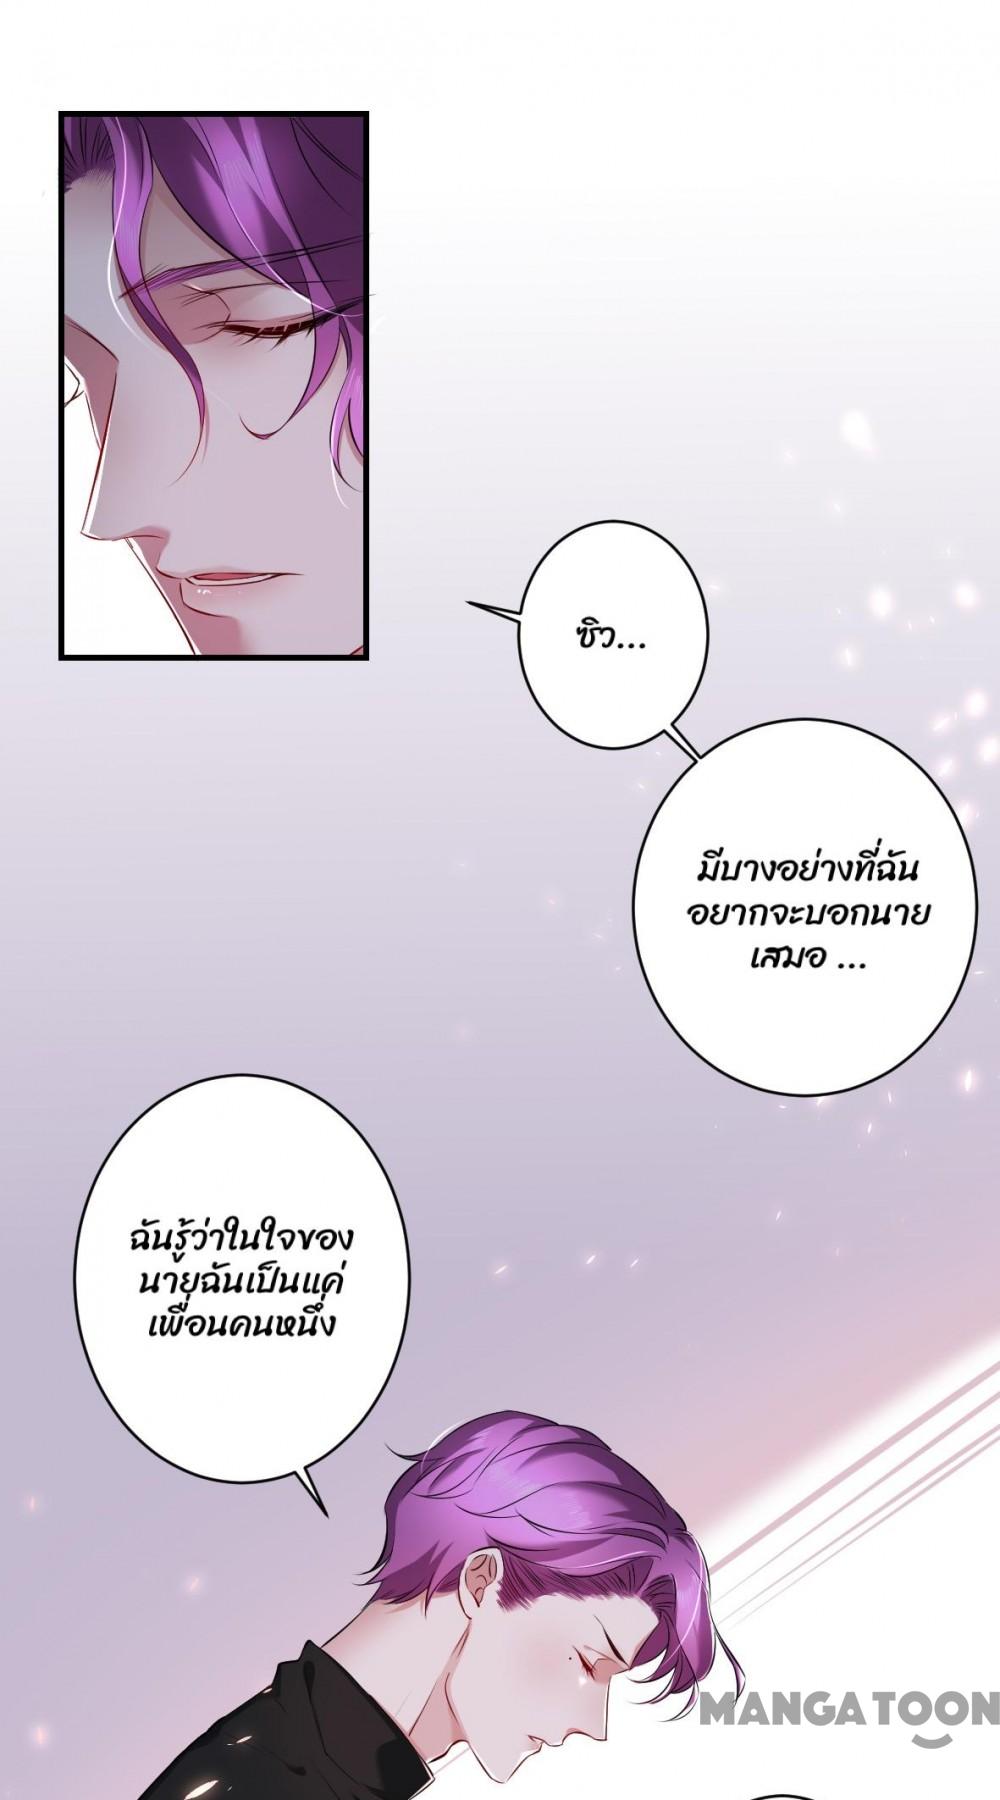 ซิว...
มีบางอย่างที่ฉัน
อยากจะบอกนาย
เสมอ ...
ฉันรู้ว่าในใจของ
นายฉันเป็นแค่
เพื่อนคนหนึ่ง
MANGATOON